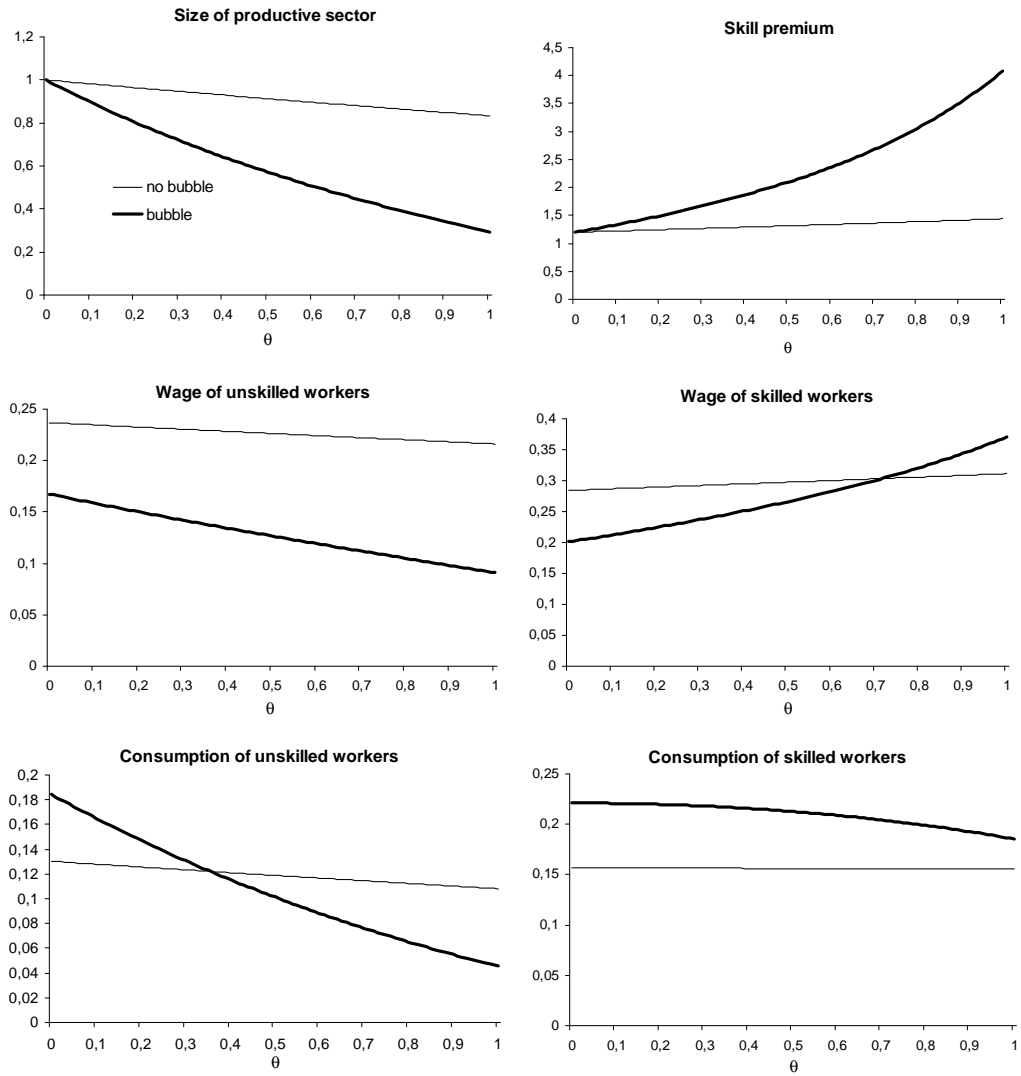 Size of productive sector
1,2
1
0,8
0,6
0,4
0,2
0
no bubble
bubble
0 0,1 0,2 0,3 0,4 0,5 0,6 0,7 0,8 0,9 1
θ
Skill premium
4,5
4
3,5
3
2,5
2
1,5
1
0,5
0
0 0,1 0,2 0,3 0,4 0,5 0,6 0,7 0,8 0,9 1
θ
Wage of unskilled workers
0,25
0,2
0,15
0,1
0,05
0
0 0,1 0,2 0,3 0,4 0,5 0,6 0,7 0,8 0,9 1
θ
Wage of skilled workers
0,4
0,35
0,3
0,25
0,2
0,15
0,1
0,05
0
0 0,1 0,2 0,3 0,4 0,5 0,6 0,7 0,8 0,9 1
θ
Consumption of unskilled workers
0,2
0,18
0,16
0,14
0,12
0,1
0,08
0,06
0,04
0,02
0
0 0,1 0,2 0,3 0,4 0,5 0,6 0,7 0,8 0,9 1
θ
Consumption of skilled workers
0,25
0,2
0,15
0,1
0,05
0
0 0,1 0,2 0,3 0,4 0,5 0,6 0,7 0,8 0,9 1
θ